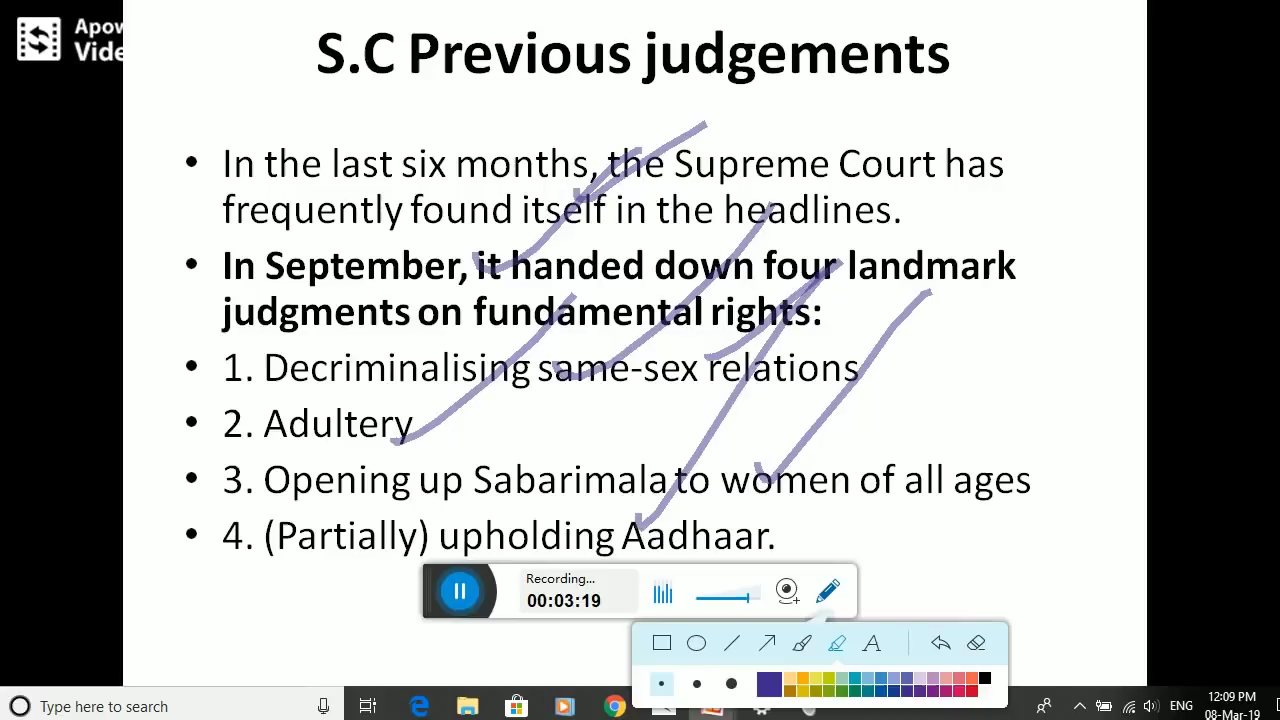 Apow
Vide
S.C Previous judgements
• In the last six months, the Supreme Court has
frequently found itself in the headlines.
• In September, it handed down four landmark
judgments on fundamental rights:
• 1. Decriminalising same-sex relations
• 2. Adultery
• 3. Opening up Sabarimala to women of all ages
• 4. (Partially) upholding Aadhaar.
Recording...
00:03:19
A
Type here to search
ENG
12:09 PM
08-Mar-19